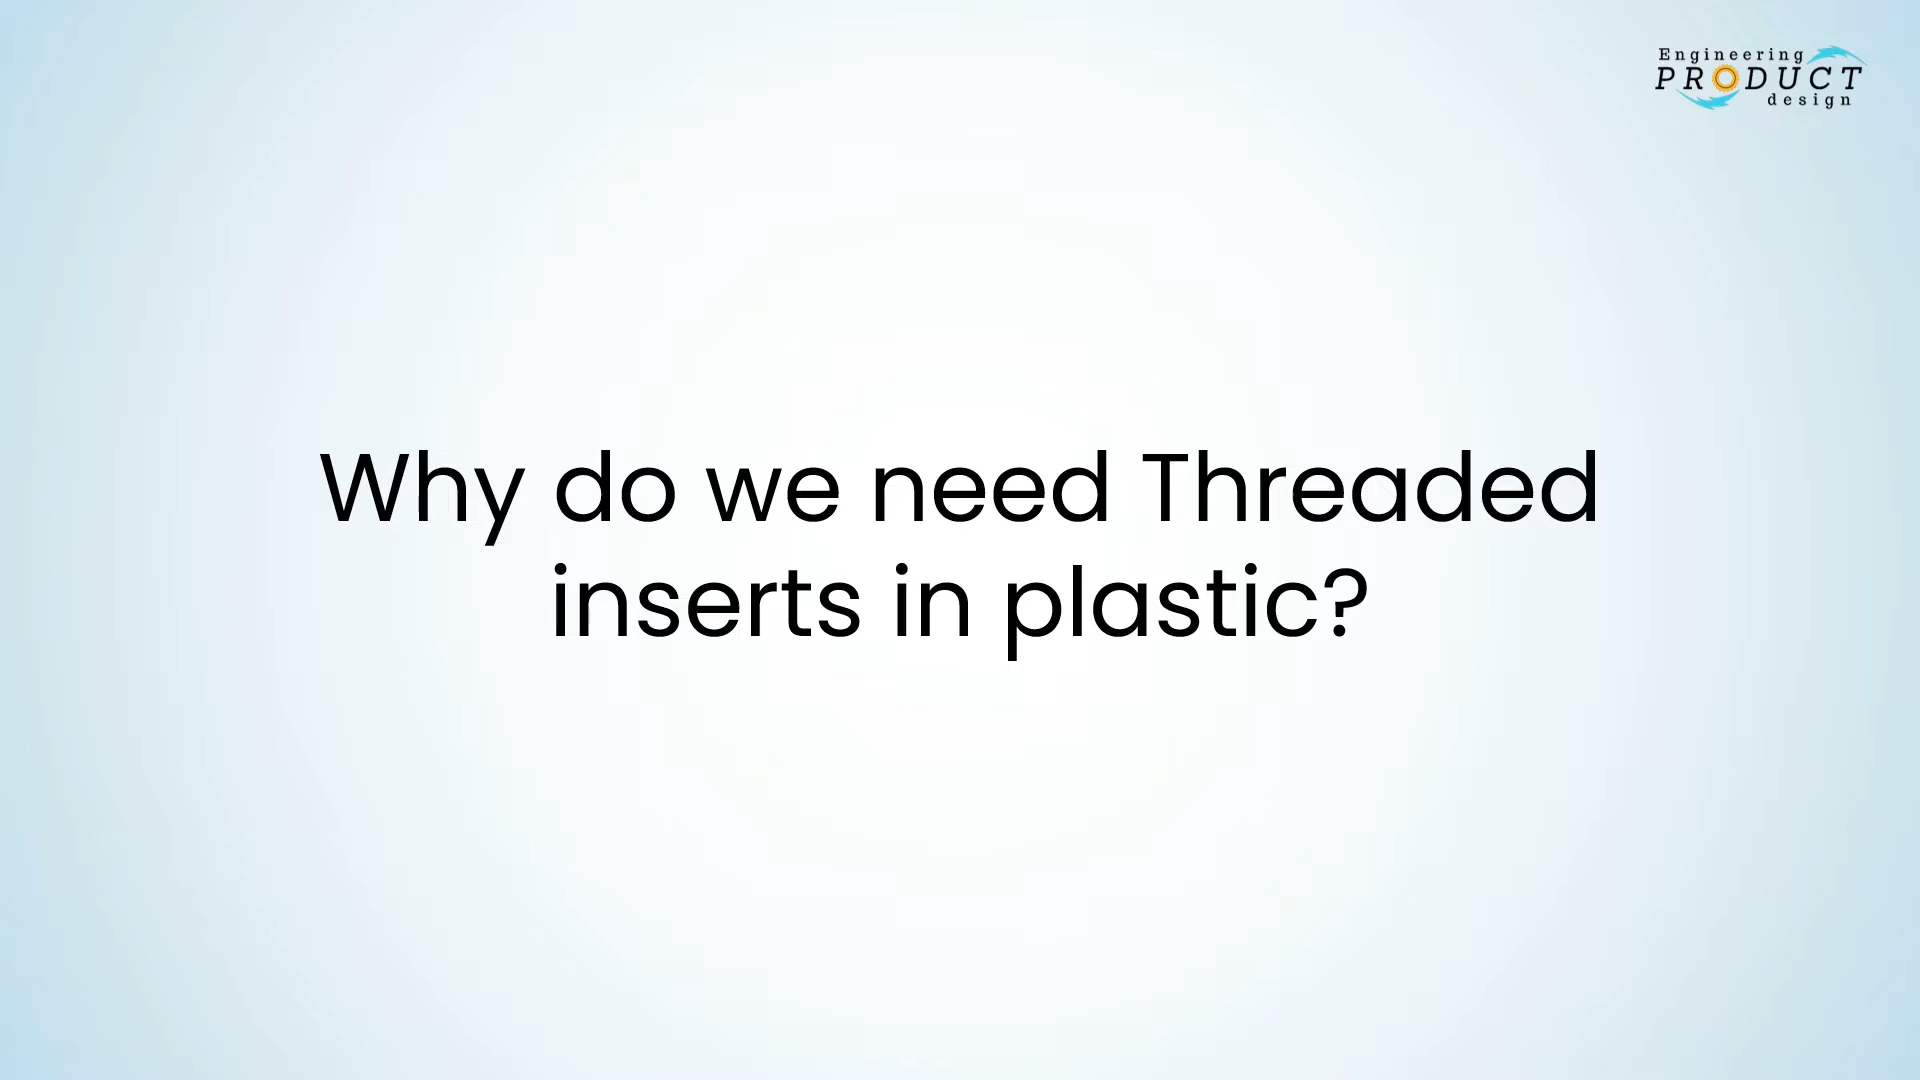 Engineering
PRODUCT
design
Why do we need Threaded
inserts in plastic?